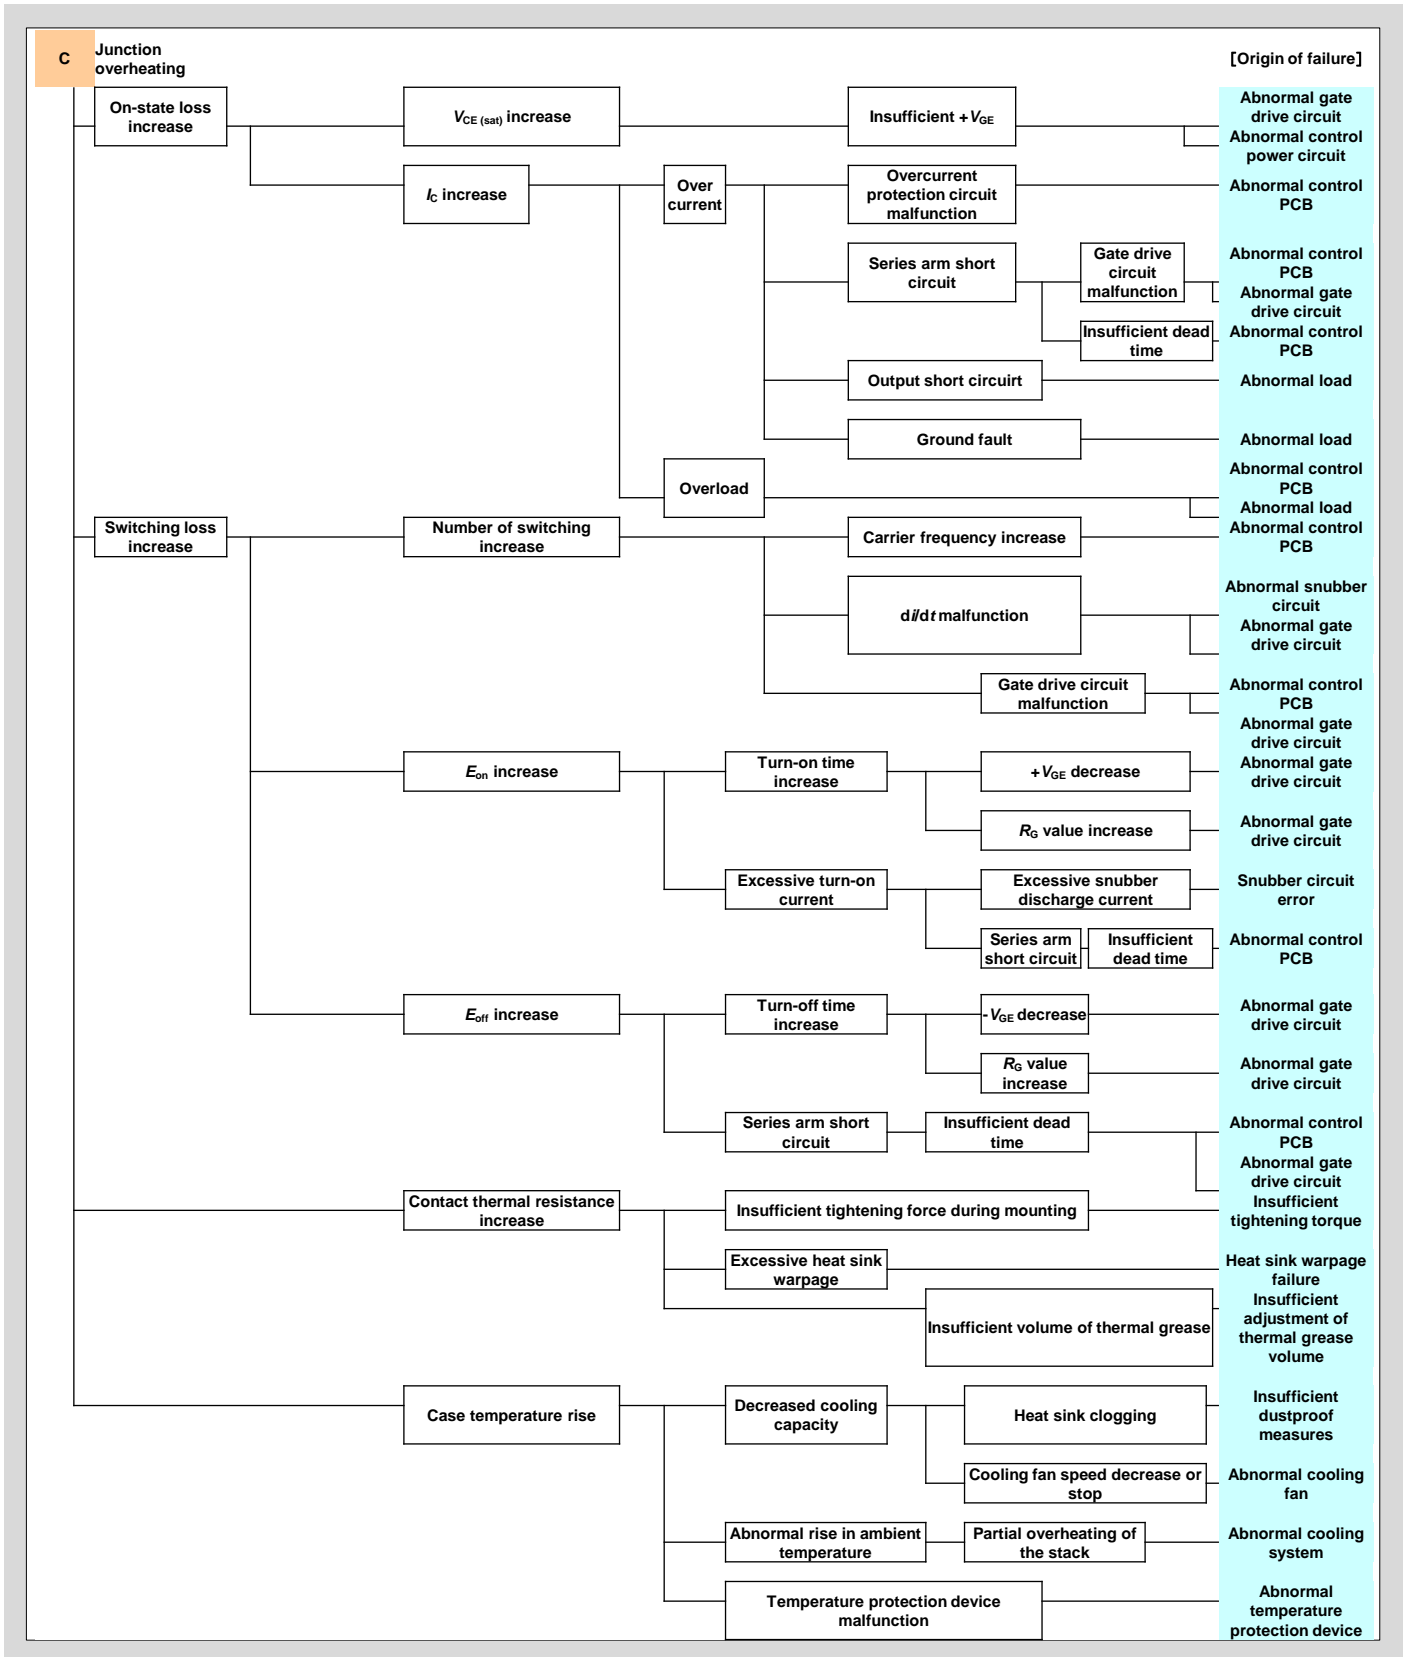 C
Junction
overheating
[Origin of failure]
On-state loss
increase
VCE (sat) increase
Insufficient +VGE
Abnormal gate
drive circuit
Abnormal control
power circuit
IC increase
Over
current
Overcurrent
protection circuit
malfunction
Abnormal control
PCB
Series arm short
circuit
Gate drive
circuit
malfunction
Abnormal control
PCB
Abnormal gate
drive circuit
Insufficient dead
time
Abnormal control
PCB
Output short circuirt
Abnormal load
Ground fault
Abnormal load
Overload
Abnormal control
PCB
Abnormal load
Switching loss
increase
Number of switching
increase
Carrier frequency increase
Abnormal control
PCB
di/dt malfunction
Abnormal snubber
circuit
Abnormal gate
drive circuit
Gate drive circuit
malfunction
Abnormal control
PCB
Abnormal gate
drive circuit
Eon increase
Turn-on time
increase
+VGE decrease
Abnormal gate
drive circuit
RG value increase
Abnormal gate
drive circuit
Excessive turn-on
current
Excessive snubber
discharge current
Snubber circuit
error
Series arm
short circuit
Insufficient
dead time
Abnormal control
PCB
Eoff increase
Turn-off time
increase
-VGE decrease
Abnormal gate
drive circuit
RG value
increase
Abnormal gate
drive circuit
Series arm short
circuit
Insufficient dead
time
Abnormal control
PCB
Abnormal gate
drive circuit
Contact thermal resistance
increase
Insufficient tightening force during mounting
Insufficient
tightening torque
Excessive heat sink
warpage
Heat sink warpage
failure
Insufficient volume of thermal grease
Insufficient
adjustment of
thermal grease
volume
Case temperature rise
Decreased cooling
capacity
Heat sink clogging
Insufficient
dustproof
measures
Cooling fan speed decrease or
stop
Abnormal cooling
fan
Abnormal rise in ambient
temperature
Partial overheating of
the stack
Abnormal cooling
system
Temperature protection device
malfunction
Abnormal
temperature
protection device